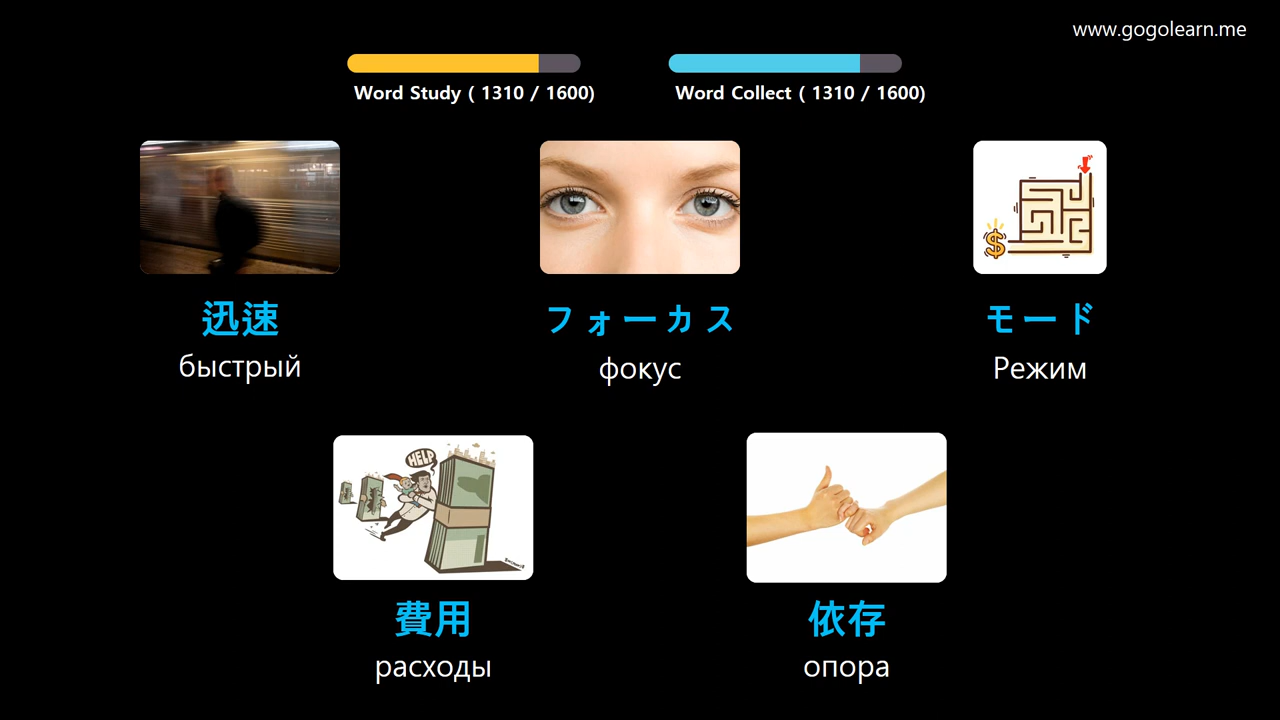 www.gogolearn.me
Word Study ( 1310 / 1600)
Word Collect ( 1310 / 1600)
迅速
быстрый
フォーカス
фокус
モード
Режим
$
HELP
費用
расходы
依存
опора